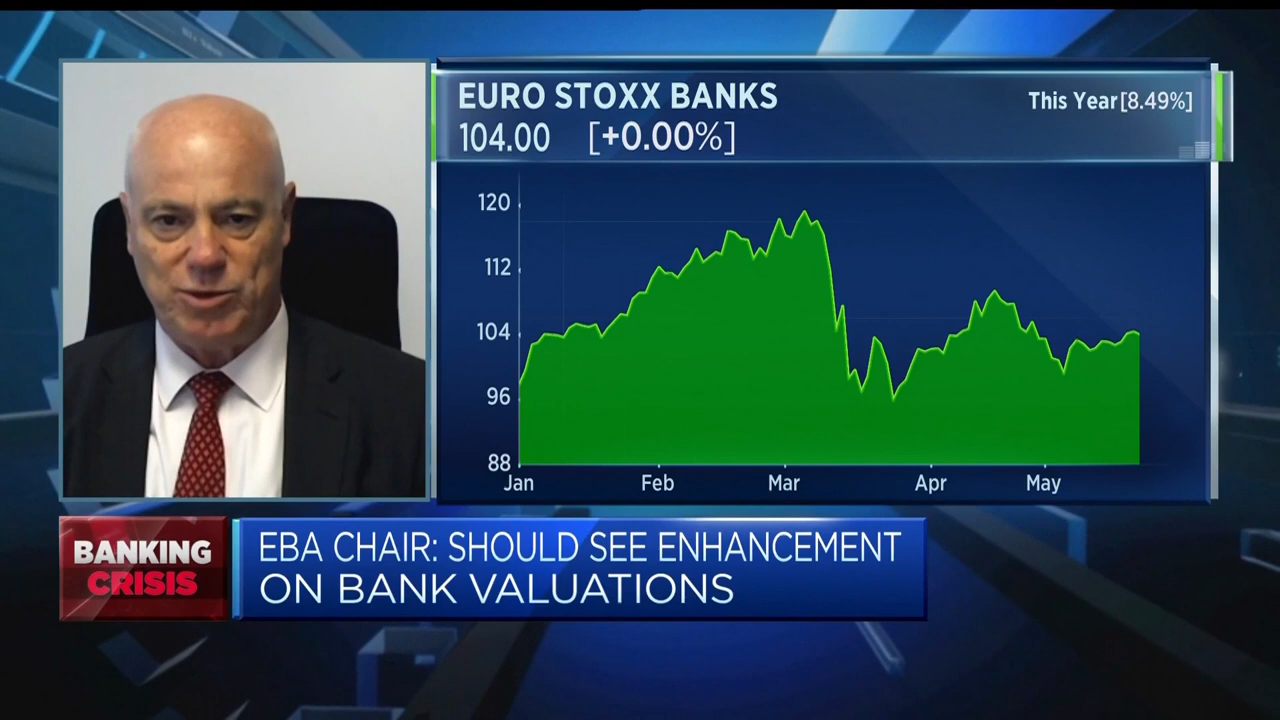 EURO STOXX BANKS
This Year[8.49%]
104.00 [+0.00%]
120
112
104
96
88
Jan Feb Mar Apr May
BANKING
CRISIS
EBA CHAIR: SHOULD SEE ENHANCEMENT
ON BANK VALUATIONS